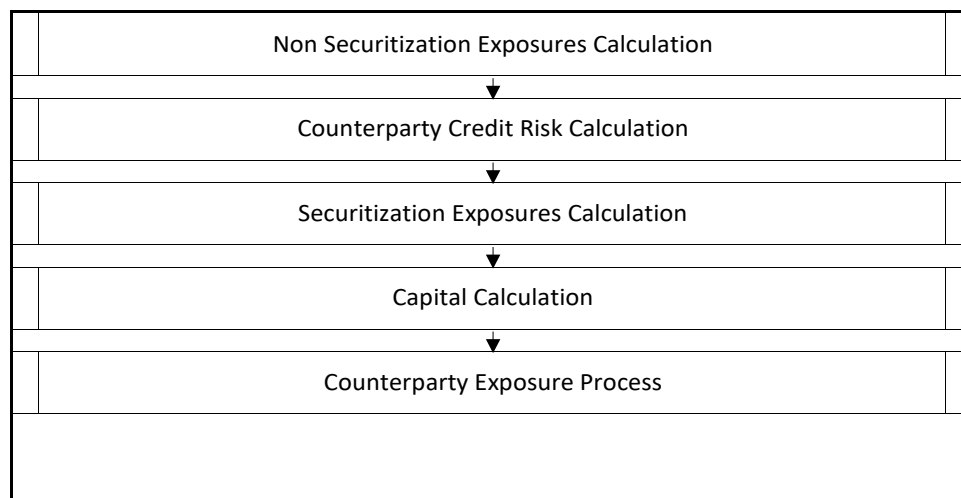 Non Securitization Exposures Calculation
Counterparty Credit Risk Calculation
Securitization Exposures Calculation
Capital Calculation
Counterparty Exposure Process